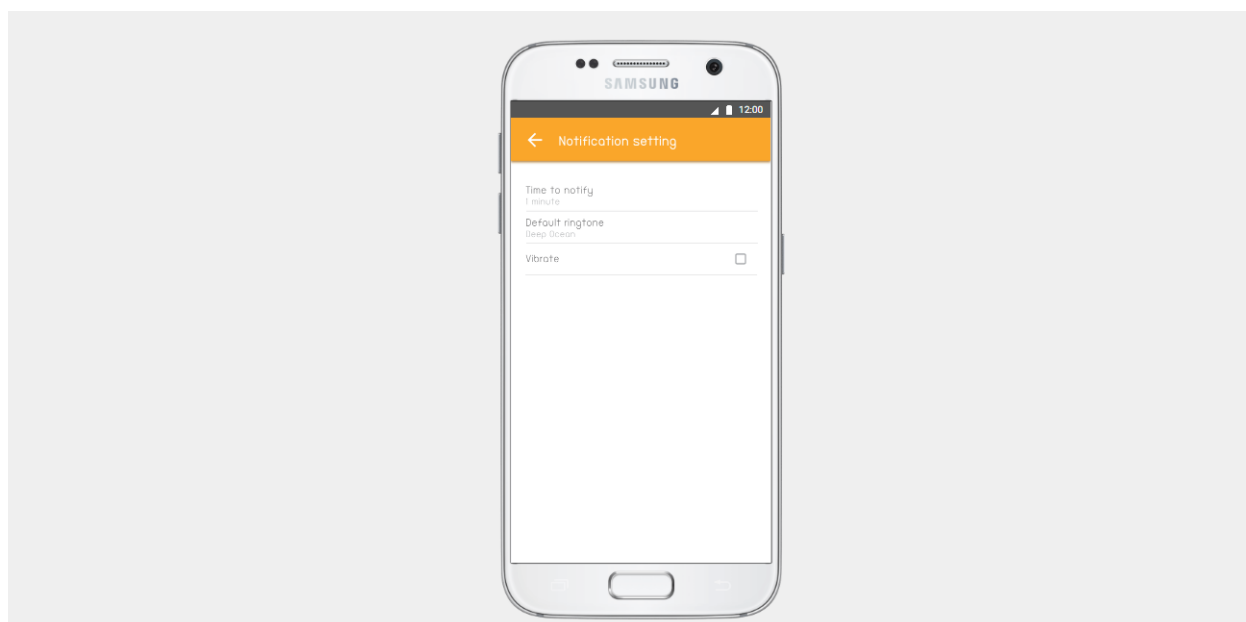 SAMSUNG
12:00
Notification setting
Time to notify
1 minute
Default ringtone
Deep Ocean
Vibrate